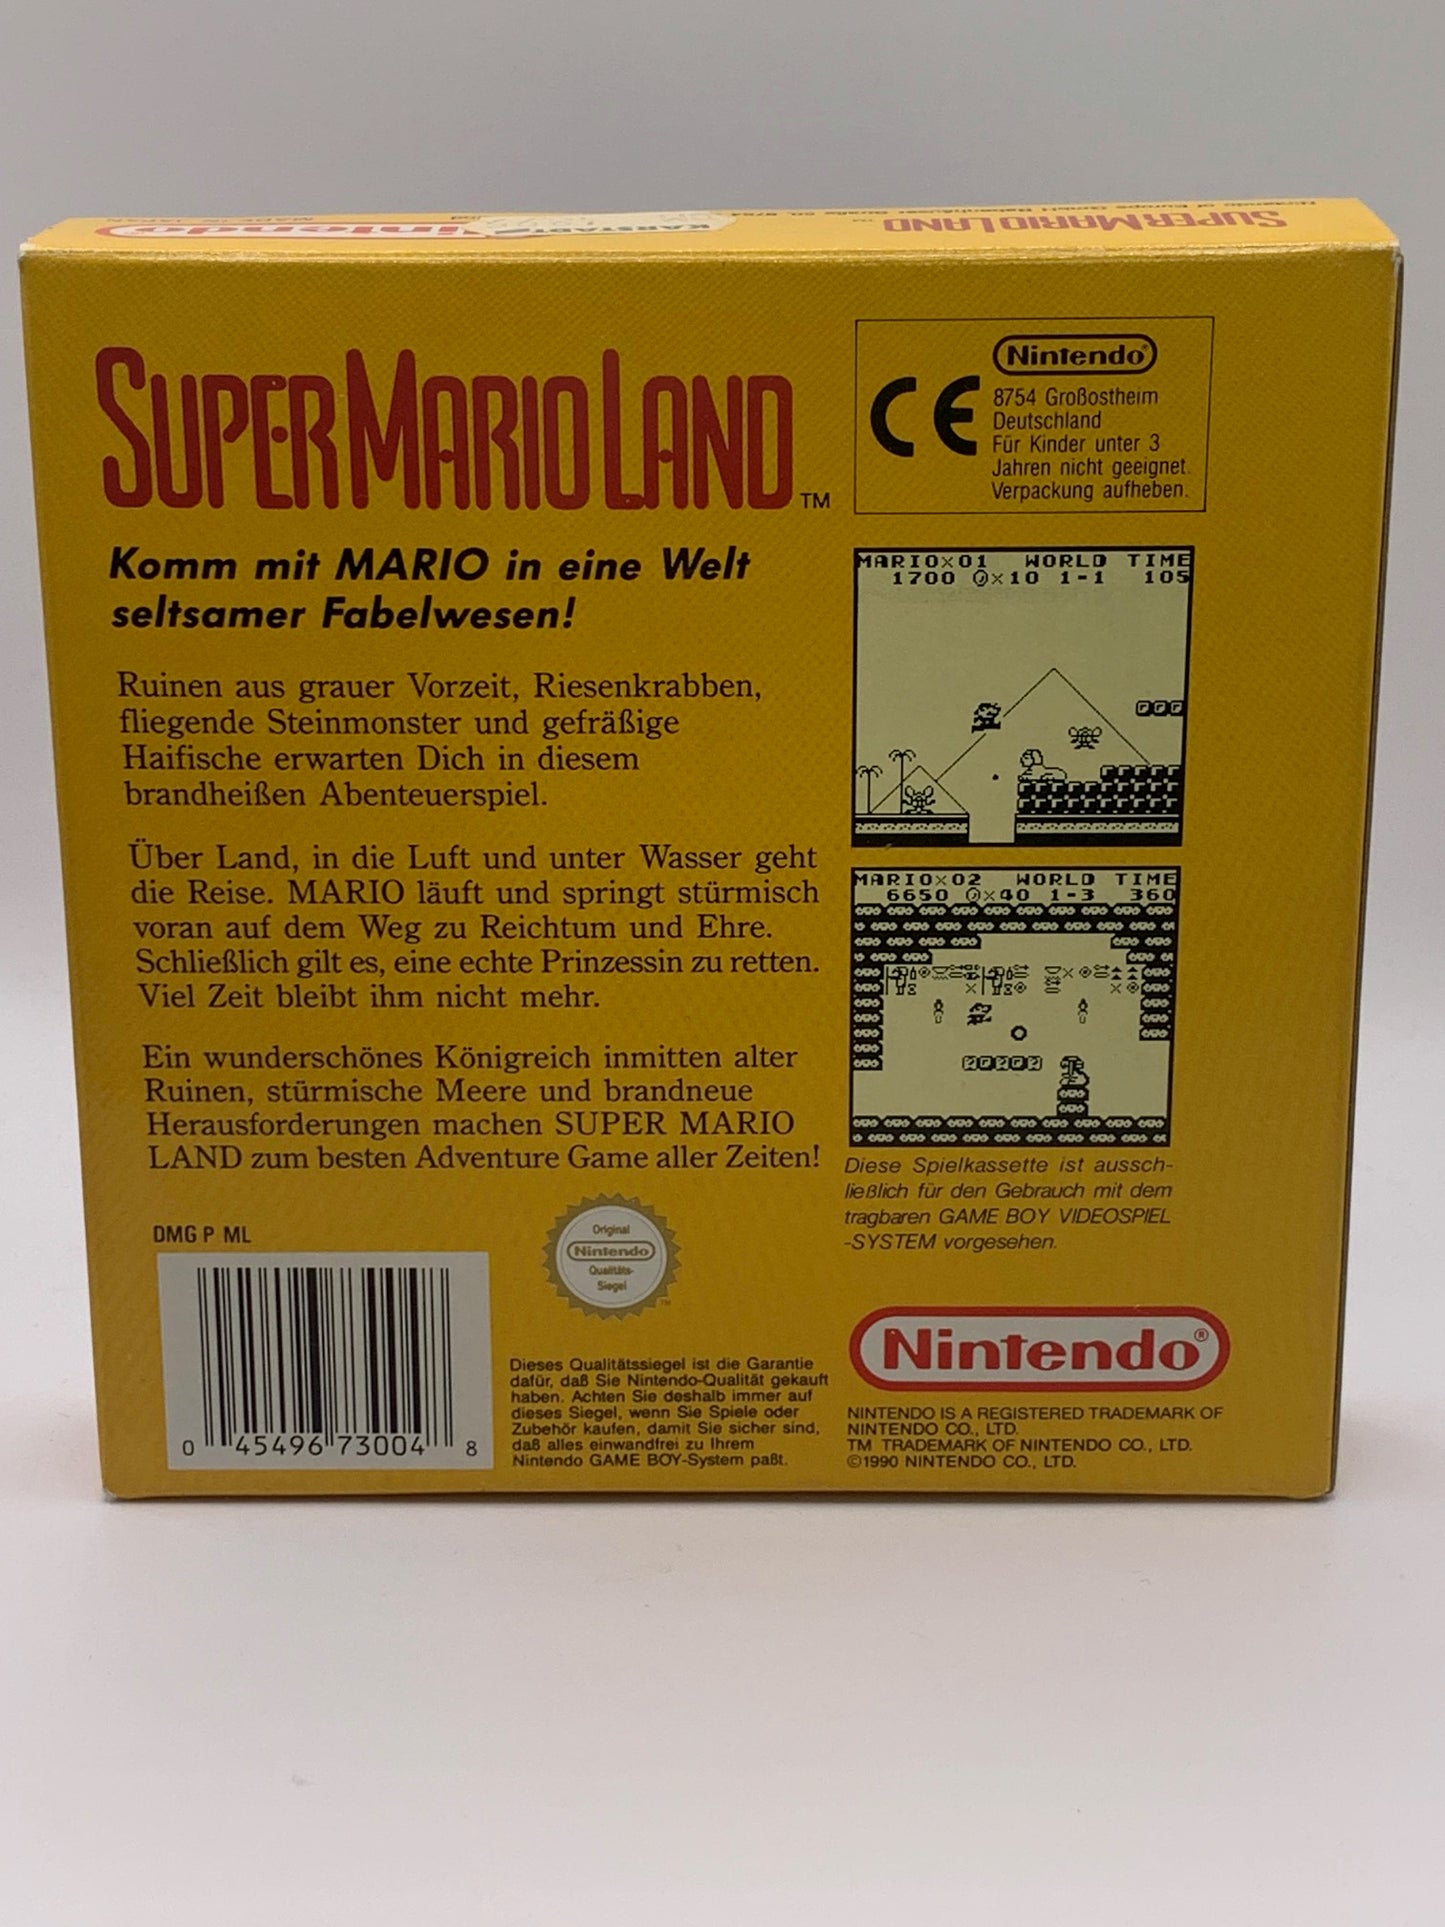 MADE IN JAPAN
Nintendo
KARSTADT
SUPER MARIO LAND™
SUPER MARIO LAND™
Komm mit MARIO in eine Welt
seltsamer Fabelwesen!
Ruinen aus grauer Vorzeit, Riesenkrabben,
fliegende Steinmonster und gefräßige
Haifische erwarten Dich in diesem
brandheißen Abenteuerspiel.
Über Land, in die Luft und unter Wasser geht
die Reise. MARIO läuft und springt stürmisch
voran auf dem Weg zu Reichtum und Ehre.
Schließlich gilt es, eine echte Prinzessin zu retten.
Viel Zeit bleibt ihm nicht mehr.
Ein wunderschönes Königreich inmitten alter
Ruinen, stürmische Meere und brandneue
Herausforderungen machen SUPER MARIO
LAND zum besten Adventure Game aller Zeiten!
DMG P ML
0 45496 73004 8
Original
Nintendo
Qualitäts-
Siegel
TM
Dieses Qualitätssiegel ist die Garantie
dafür, daß Sie Nintendo-Qualität gekauft
haben. Achten Sie deshalb immer auf
dieses Siegel, wenn Sie Spiele oder
Zubehör kaufen, damit Sie sicher sind,
daß alles einwandfrei zu Ihrem
Nintendo GAME BOY-System paßt.
CE
Nintendo®
8754 Großostheim
Deutschland
Für Kinder unter 3
Jahren nicht geeignet.
Verpackung aufheben.
MARIO×01 WORLD TIME
1700 ×10 1-1 105
MARIO×02 WORLD TIME
6650 ×40 1-3 360
Diese Spielkassette ist aussch-
ließlich für den Gebrauch mit dem
tragbaren GAME BOY VIDEOSPIEL
-SYSTEM vorgesehen.
Nintendo®
NINTENDO IS A REGISTERED TRADEMARK OF
NINTENDO CO., LTD.
TM TRADEMARK OF NINTENDO CO., LTD.
©1990 NINTENDO CO., LTD.